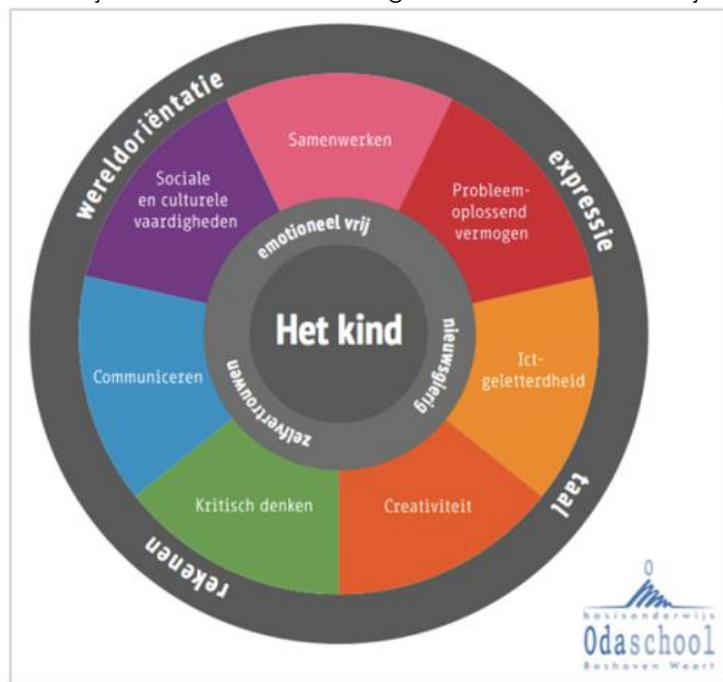 wereldoriëntatie
expressie
taal
rekenen
Samenwerken
Probleem-
oplossend
vermogen
Ict-
geletterdheid
Creativiteit
Kritisch denken
Communiceren
Sociale
en culturele
vaardigheden
emotioneel vrij
nieuwsgierig
zelfvertrouwen
Het kind
basisonderwijs
Odaschool
Boshoven Weert